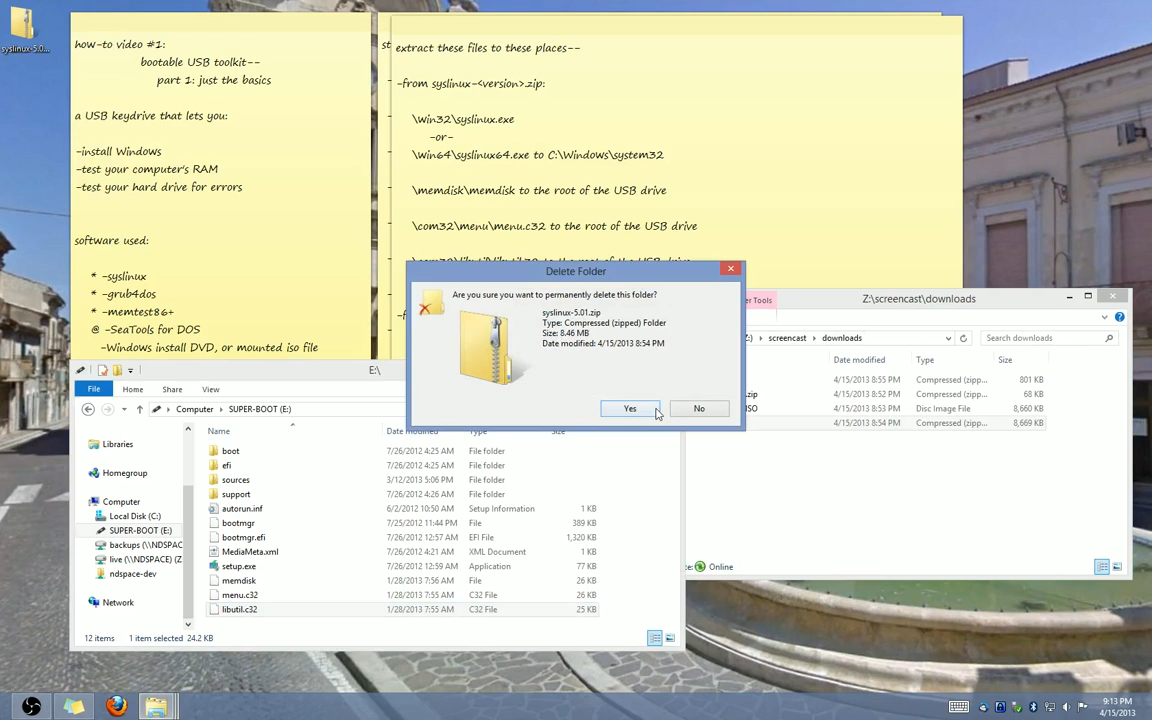 syslinux-5.0...
how-to video #1:
bootable USB toolkit--
part 1: just the basics
a USB keydrive that lets you:
-install Windows
-test your computer's RAM
-test your hard drive for errors
software used:
* -syslinux
* -grub4dos
* -memtest86+
@ -SeaTools for DOS
-Windows install DVD, or mounted iso file
st
extract these files to these places--
-from syslinux-<version>.zip:
\Win32\syslinux.exe
-or-
\Win64\syslinux64.exe to C:\Windows\system32
\memdisk\memdisk to the root of the USB drive
\com32\menu\menu.c32 to the root of the USB drive
Delete Folder
Are you sure you want to permanently delete this folder?
syslinux-5.01.zip
Type: Compressed (zipped) Folder
Size: 8.46 MB
Date modified: 4/15/2013 8:54 PM
Yes
No
er Tools
Z:\screencast\downloads
:) screencast downloads
Search downloads
Date modified Type Size
4/15/2013 8:55 PM Compressed (zipp... 801 KB
.zip 4/15/2013 8:52 PM Compressed (zipp... 68 KB
ISO 4/15/2013 8:53 PM Disc Image File 8,660 KB
4/15/2013 8:54 PM Compressed (zipp... 8,669 KB
Online
E:\
File Home Share View
Computer SUPER-BOOT (E:)
Libraries
Homegroup
Computer
Local Disk (C:)
SUPER-BOOT (E:)
backups (\\NDSPAC
live (\\NDSPACE) (Z
ndspace-dev
Network
Name Date modified Type Size
boot 7/26/2012 4:25 AM File folder
efi 7/26/2012 4:25 AM File folder
sources 3/12/2013 5:06 PM File folder
support 7/26/2012 4:26 AM File folder
autorun.inf 6/2/2012 10:50 AM Setup Information 1 KB
bootmgr 7/25/2012 11:44 PM File 389 KB
bootmgr.efi 7/26/2012 12:57 AM EFI File 1,320 KB
MediaMeta.xml 7/26/2012 4:21 AM XML Document 1 KB
setup.exe 7/26/2012 12:59 AM Application 77 KB
memdisk 1/28/2013 7:56 AM File 26 KB
menu.c32 1/28/2013 7:55 AM C32 File 26 KB
libutil.c32 1/28/2013 7:55 AM C32 File 25 KB
12 items 1 item selected 24.2 KB
9:13 PM
4/15/2013